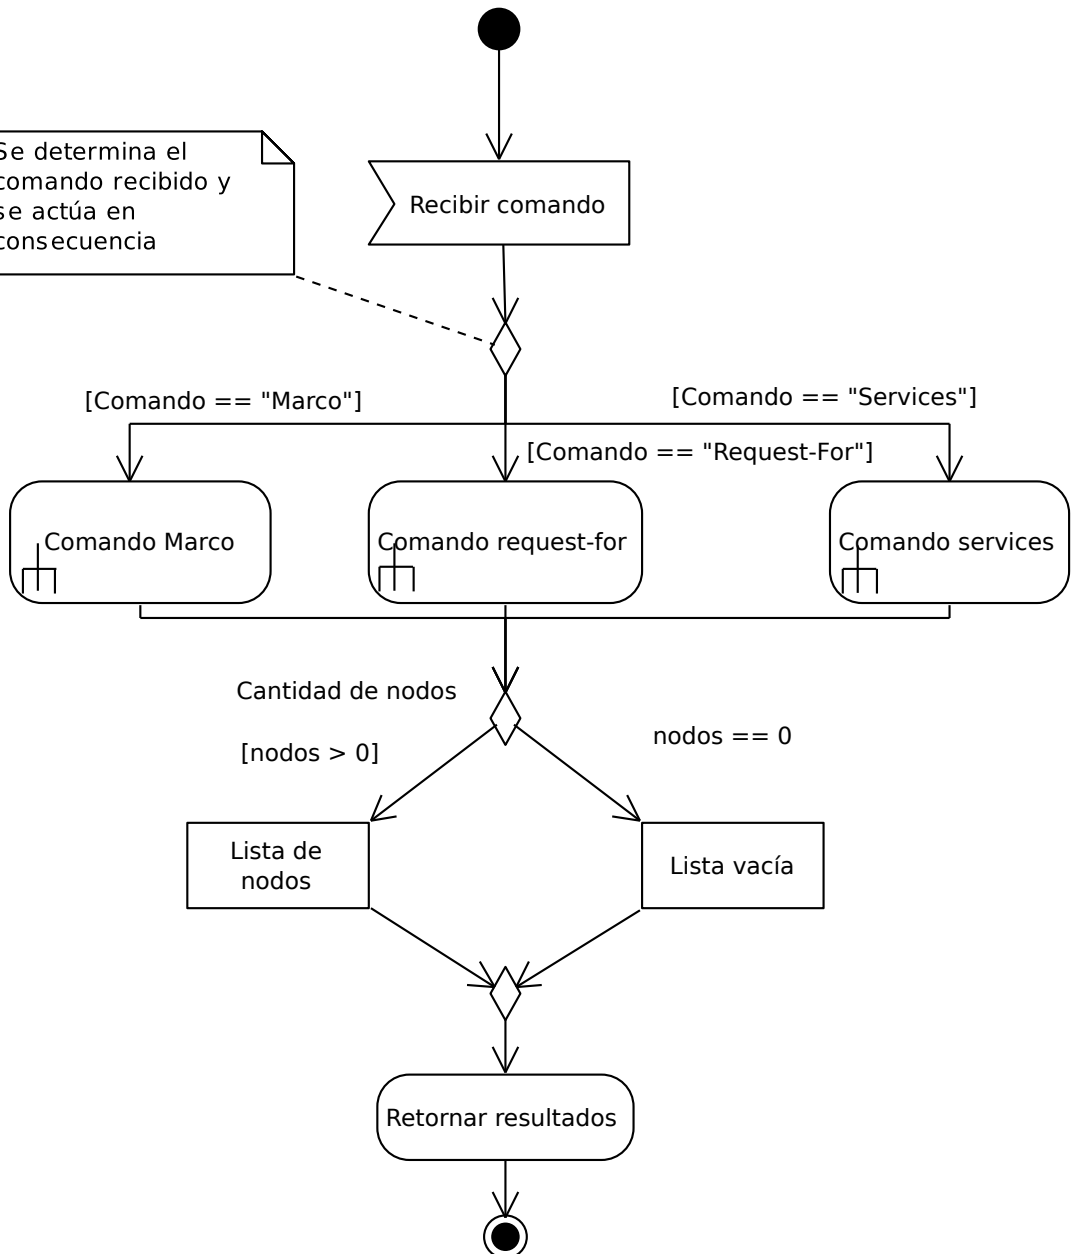 Se determina el
comando recibido y
se actúa en
consecuencia
Recibir comando
[Comando == "Marco"]
[Comando == "Services"]
[Comando == "Request-For"]
Comando Marco
Comando request-for
Comando services
Cantidad de nodos
nodos == 0
[nodos > 0]
Lista de
nodos
Lista vacía
Retornar resultados